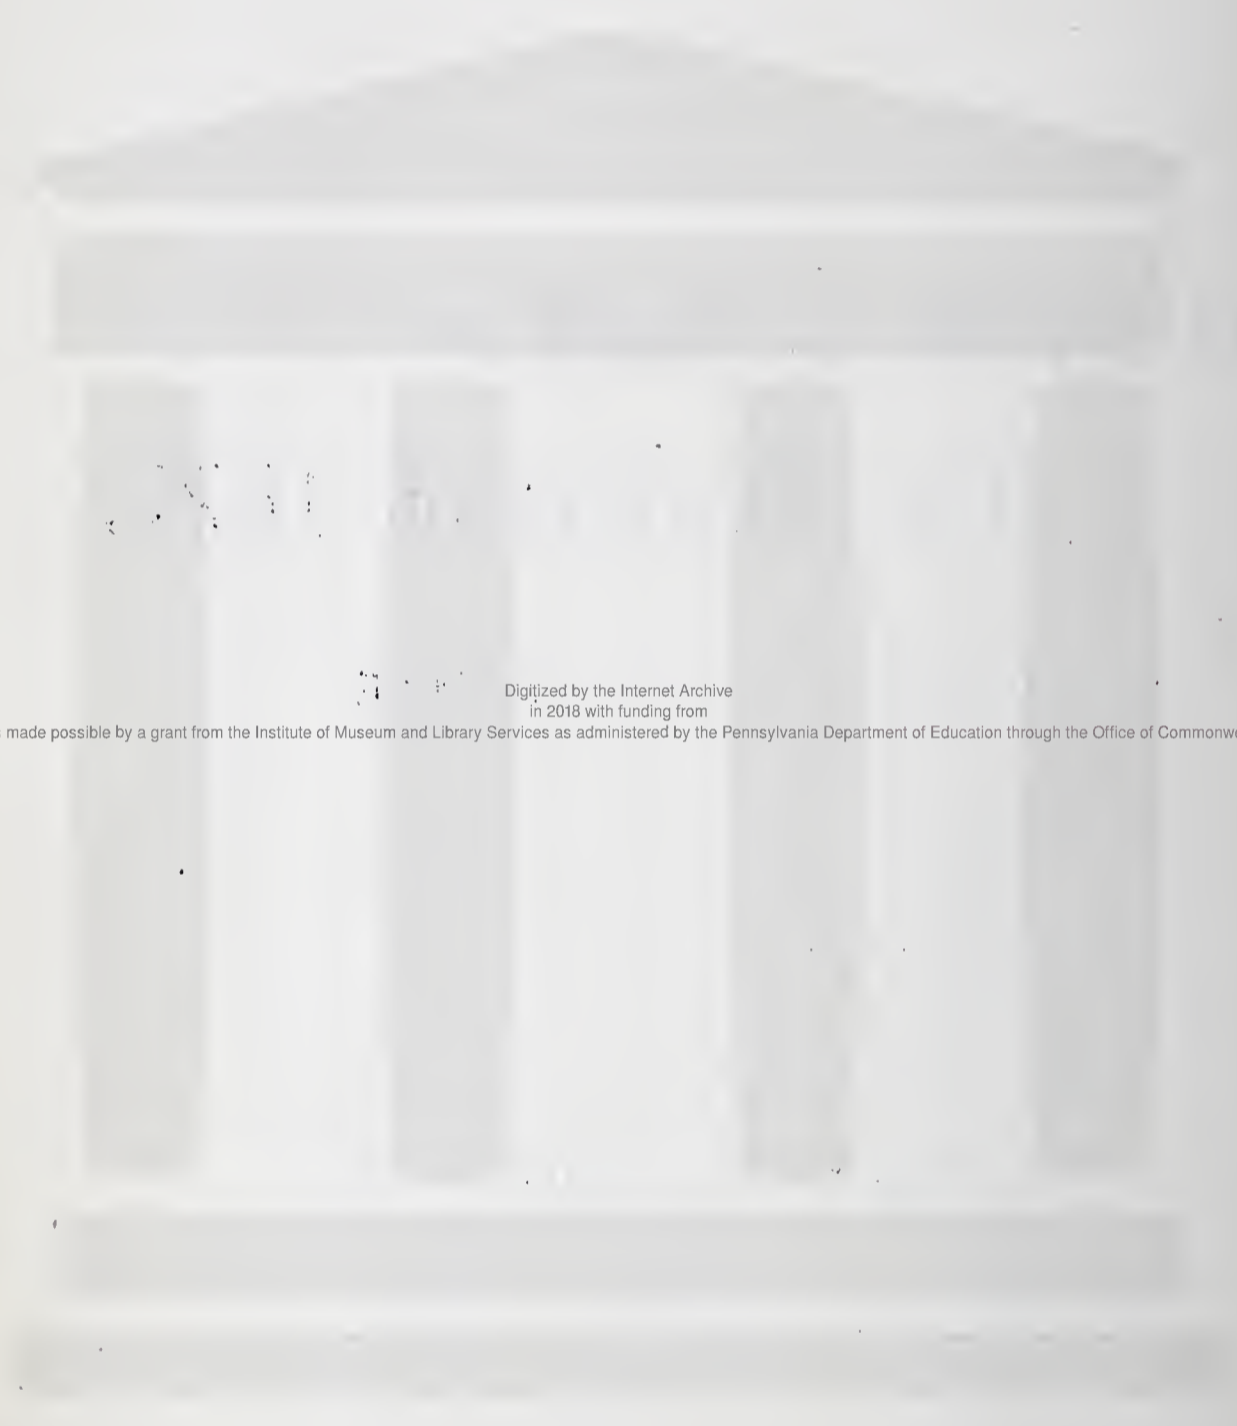 Digitized by the Internet Archive
in 2018 with funding from
made possible by a grant from the Institute of Museum and Library Services as administered by the Pennsylvania Department of Education through the Office of